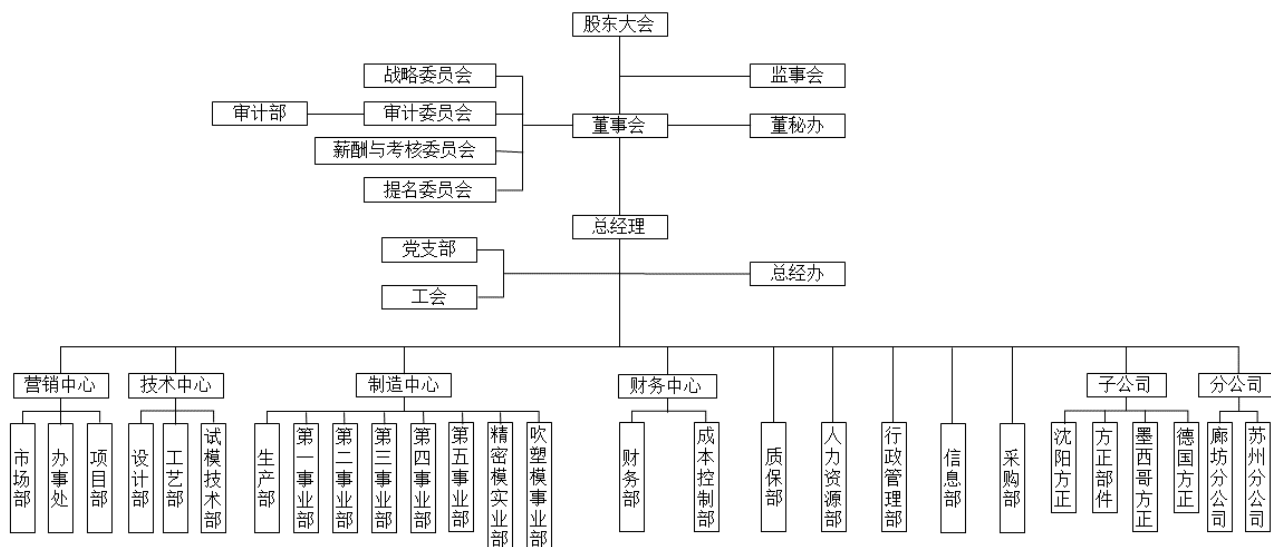 股东大会
战略委员会
监事会
审计部
审计委员会
董事会
董秘办
薪酬与考核委员会
提名委员会
总经理
党支部
总经办
工会
营销中心
技术中心
制造中心
财务中心
子公司
分公司
市场部
办事处
项目部
设计部
工艺部
试模技术部
生产部
第一事业部
第二事业部
第三事业部
第四事业部
第五事业部
精密模实业部
吹塑模事业部
财务部
成本控制部
质保部
人力资源部
行政管理部
信息部
采购部
沈阳方正
方正部件
墨西哥方正
德国方正
廊坊分公司
苏州分公司